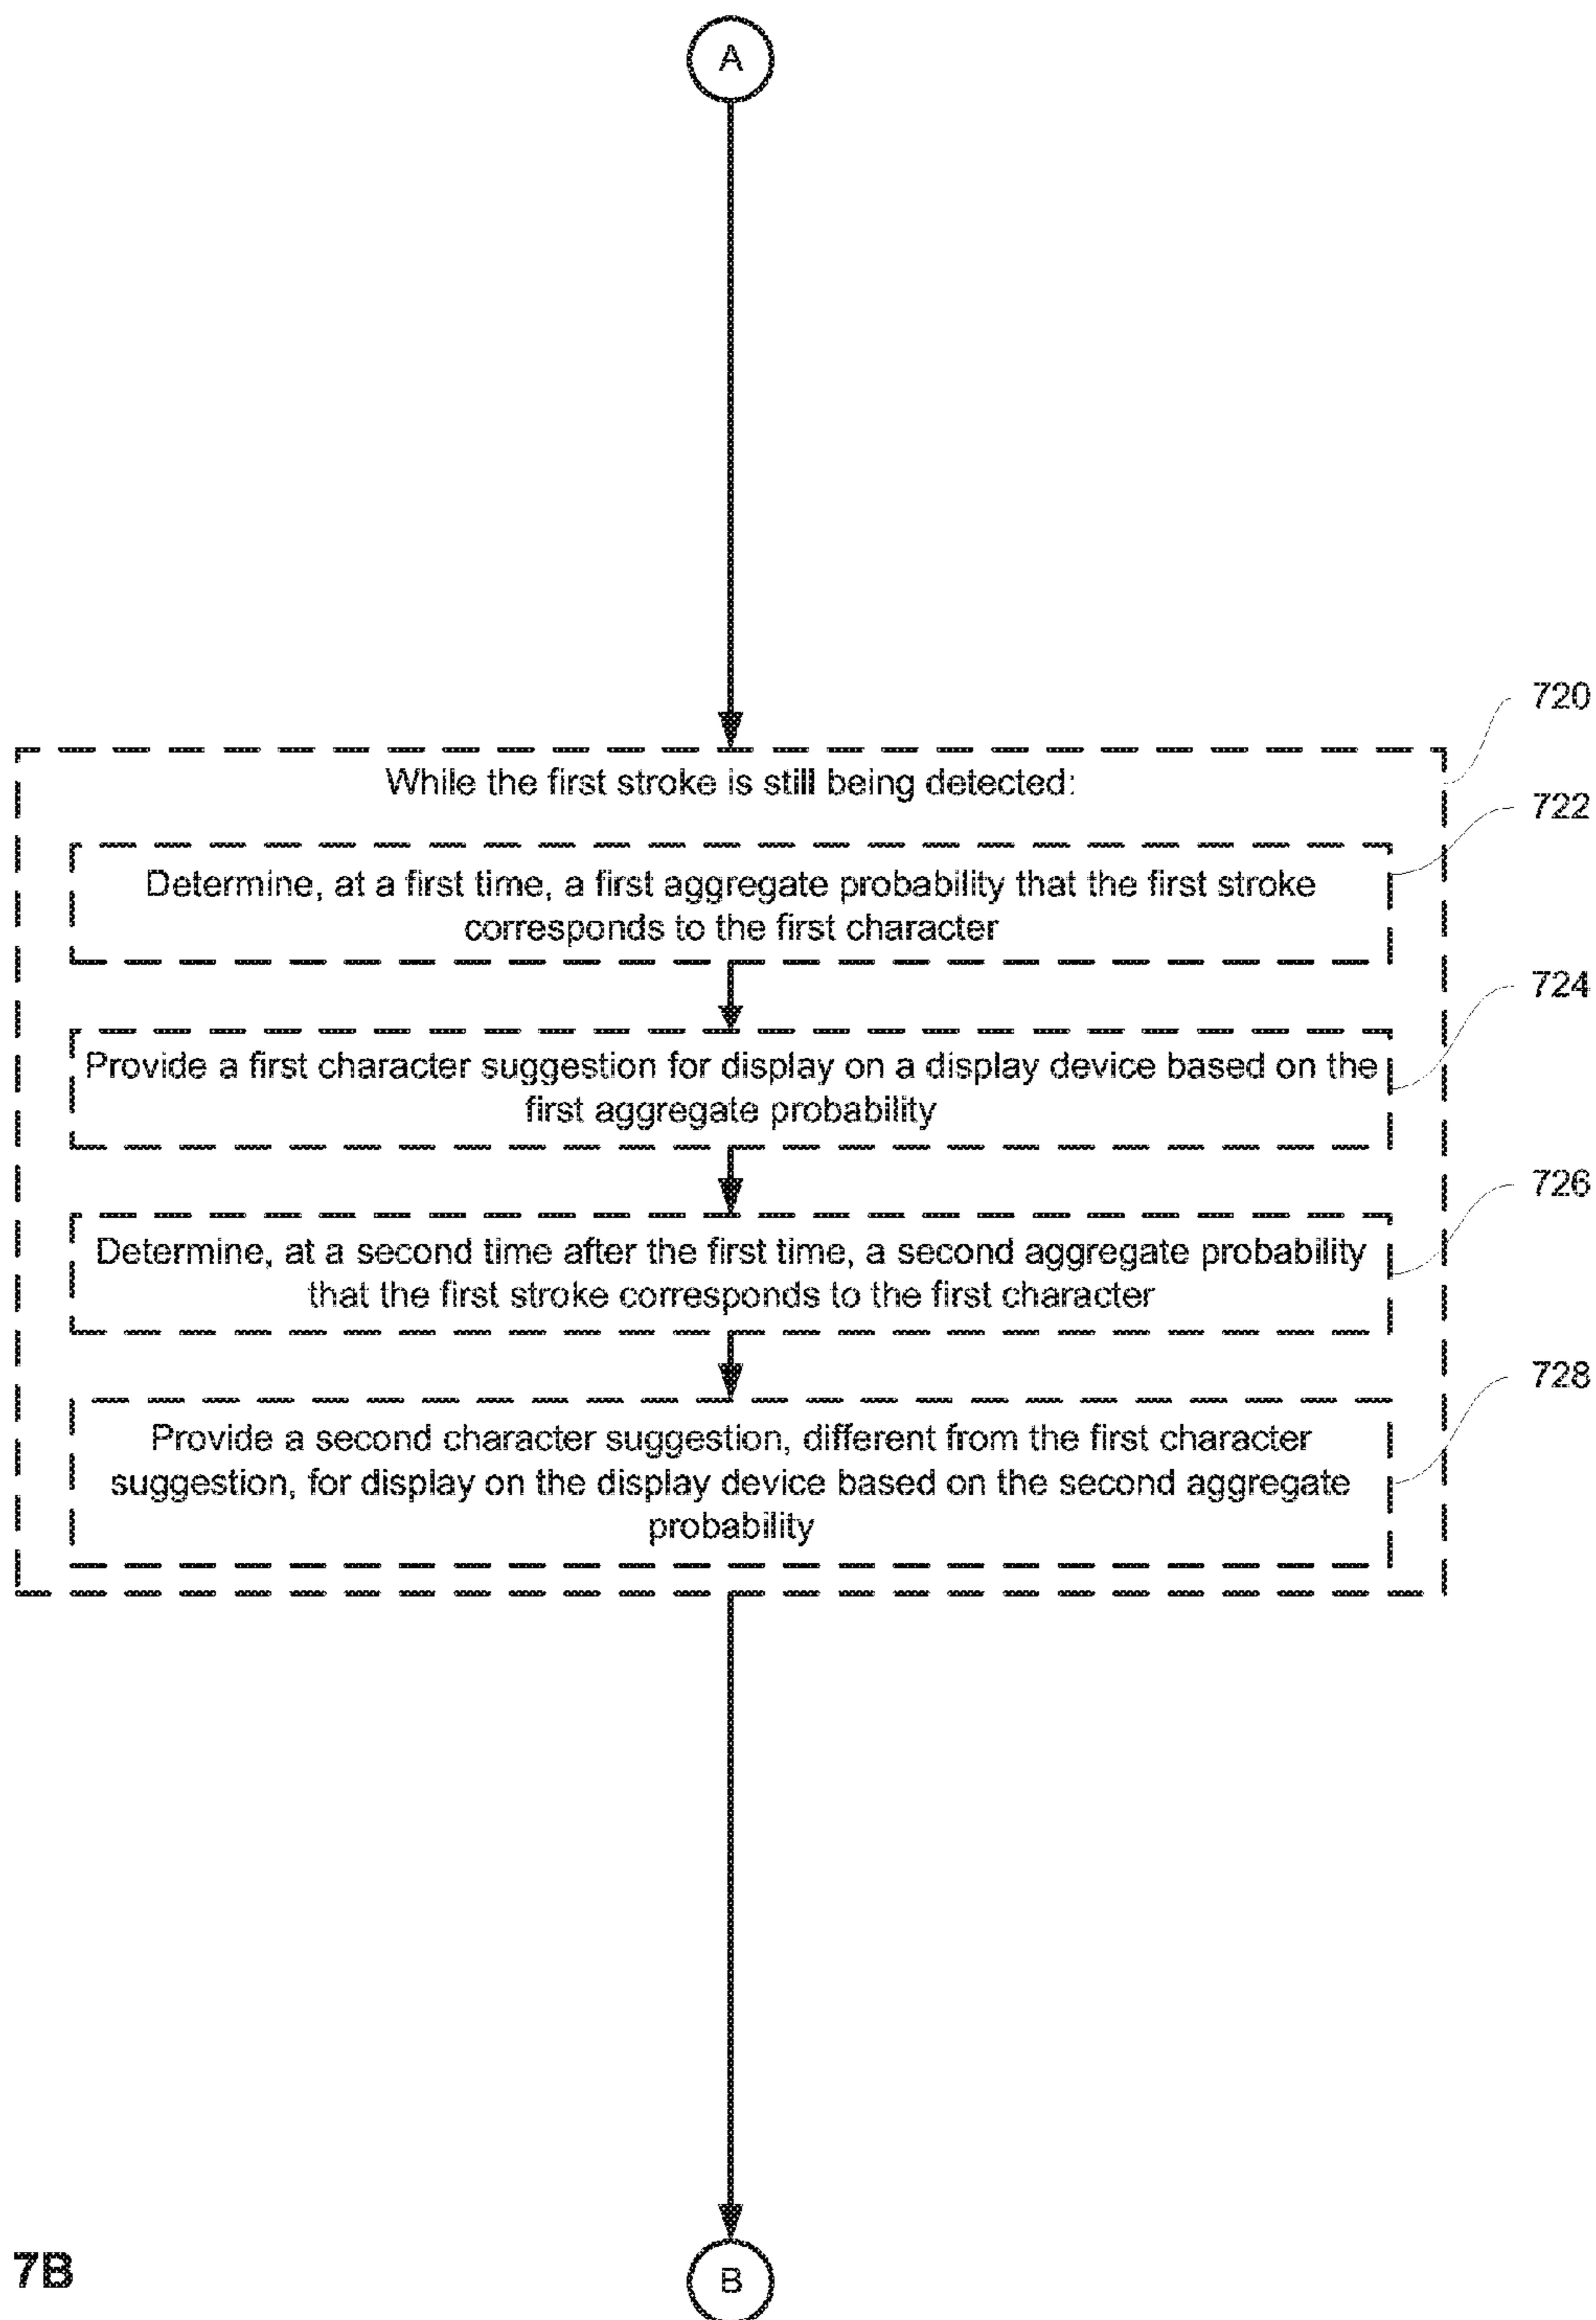 A
720
While the first stroke is still being detected:
722
Determine, at a first time, a first aggregate probability that the first stroke
corresponds to the first character
724
Provide a first character suggestion for display on a display device based on the
first aggregate probability
726
Determine, at a second time after the first time, a second aggregate probability
that the first stroke corresponds to the first character
728
Provide a second character suggestion, different from the first character
suggestion, for display on the display device based on the second aggregate
probability
7B
B